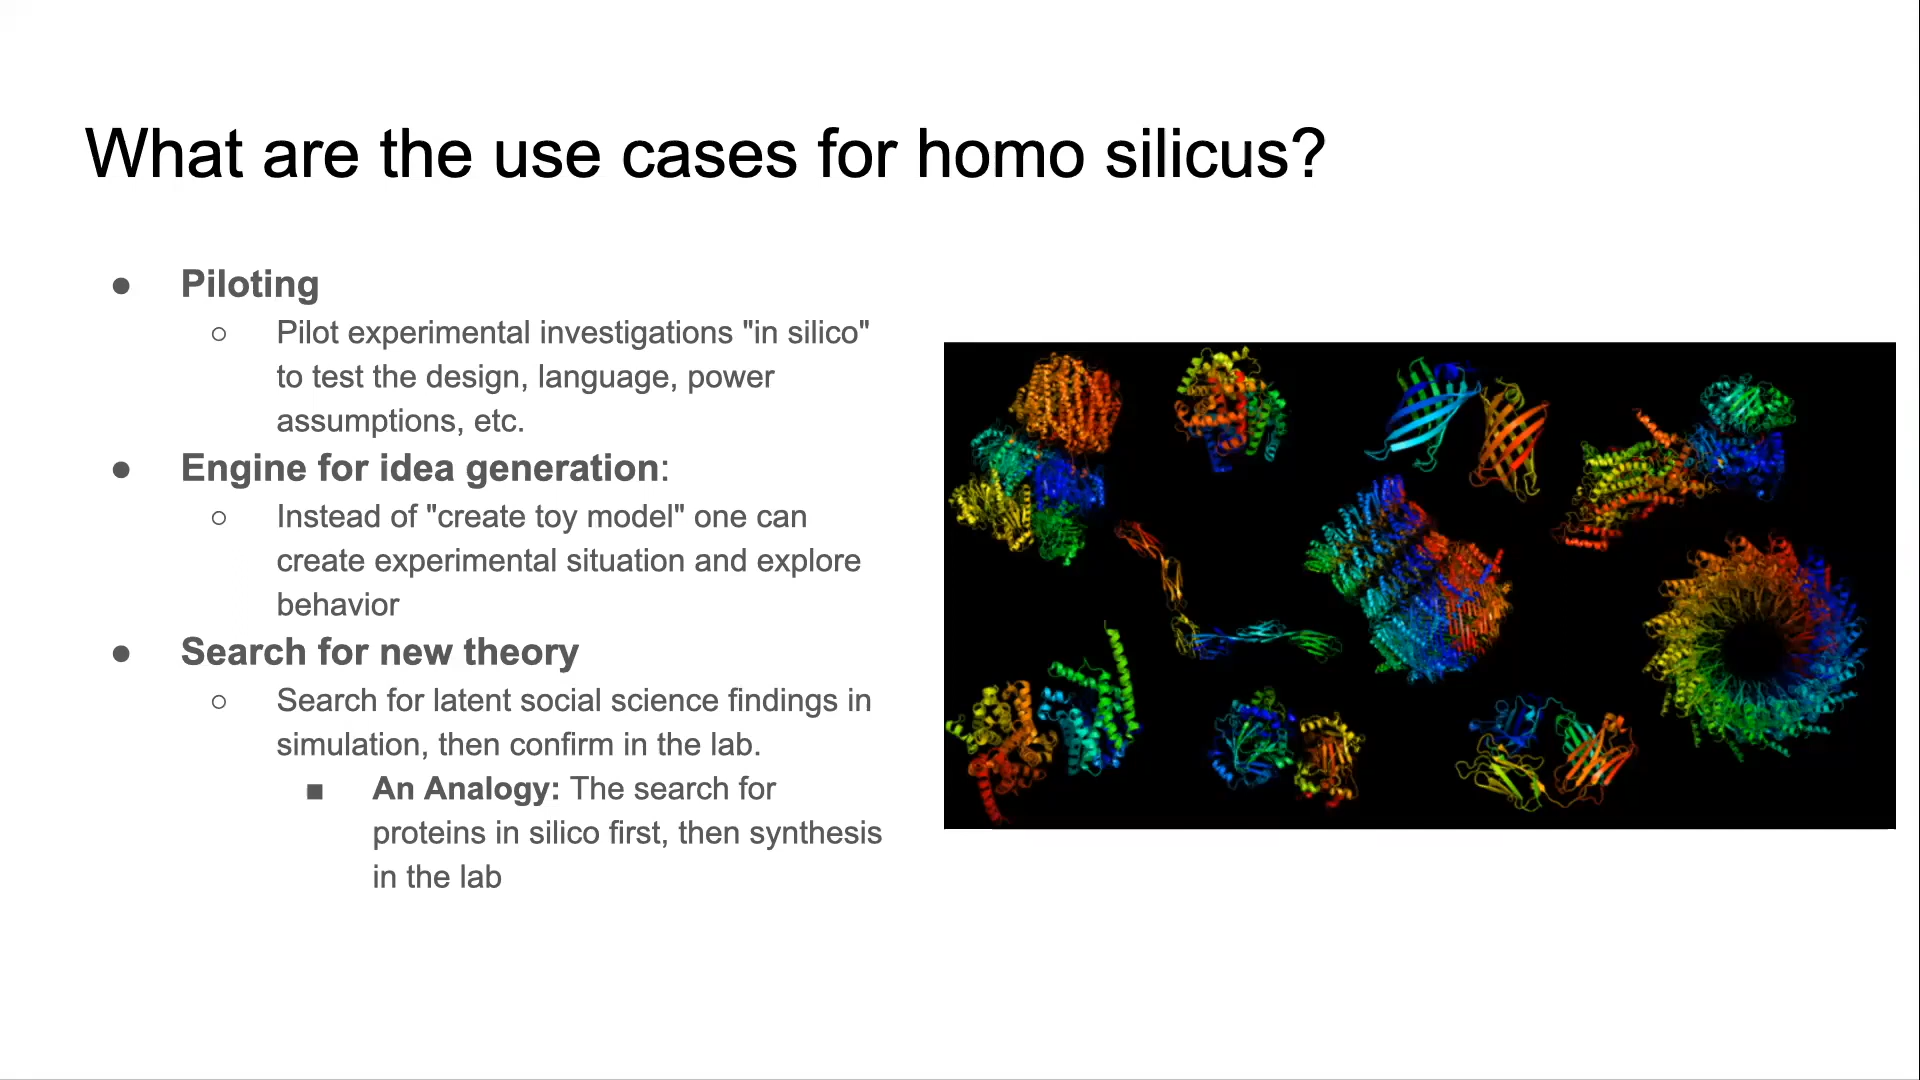 What are the use cases for homo silicus?
● Piloting
○ Pilot experimental investigations "in silico"
to test the design, language, power
assumptions, etc.
● Engine for idea generation:
○ Instead of "create toy model" one can
create experimental situation and explore
behavior
● Search for new theory
○ Search for latent social science findings in
simulation, then confirm in the lab.
■ An Analogy: The search for
proteins in silico first, then synthesis
in the lab